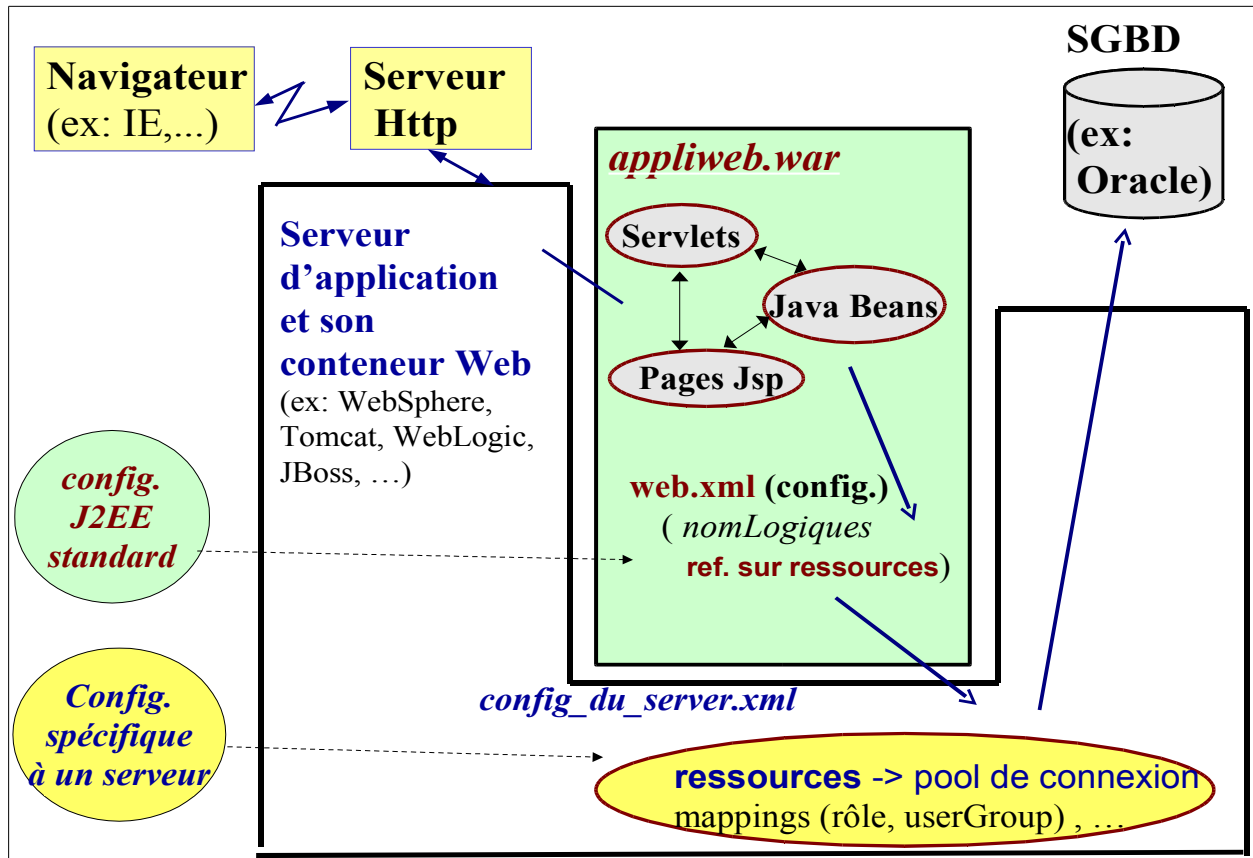 Navigateur
(ex: IE,...)
Serveur
Http
SGBD
(ex:
Oracle)
appliweb.war
Servlets
Java Beans
Pages Jsp
Serveur
d’application
et son
conteneur Web
(ex: WebSphere,
Tomcat, WebLogic,
JBoss, …)
web.xml (config.)
( nomLogiques
ref. sur ressources)
config.
J2EE
standard
Config.
spécifique
à un serveur
config_du_server.xml
ressources -> pool de connexion
mappings (rôle, userGroup) , …